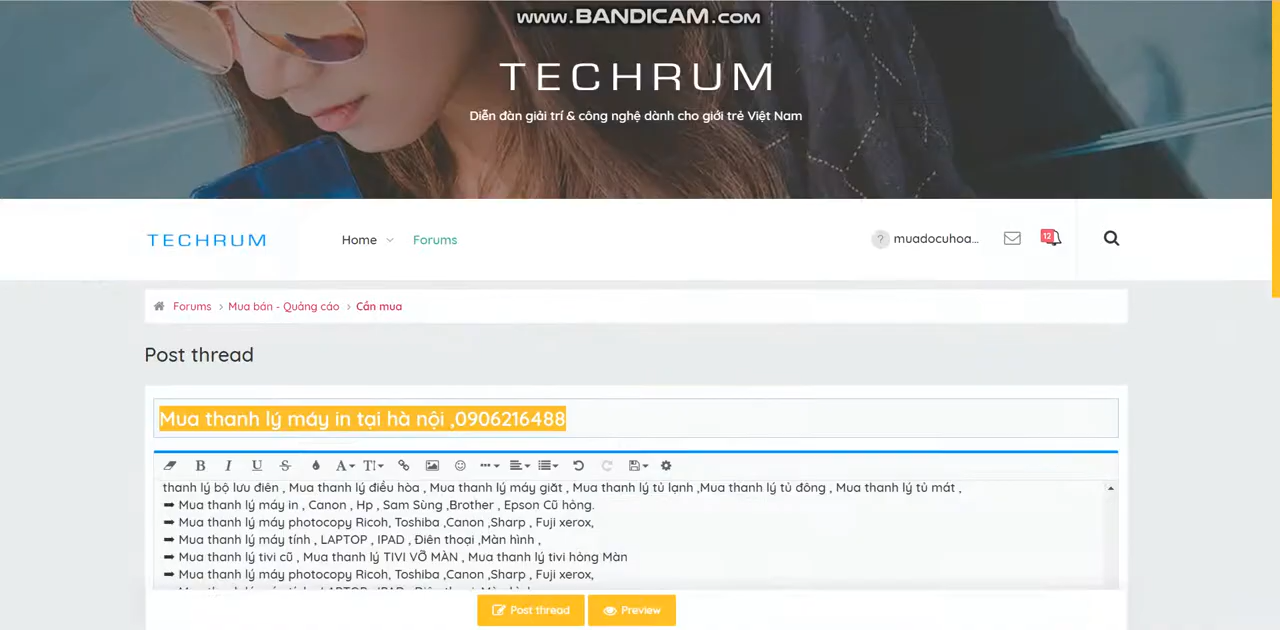 www.BANDICAM.com
TECHRUM
Diễn đàn giải trí & công nghệ dành cho giới trẻ Việt Nam
TECHRUM
Home
Forums
? muadocuhoa...
12
Forums > Mua bán - Quảng cáo > Cần mua
Post thread
Mua thanh lý máy in tại hà nội ,0906216488
thanh lý bộ lưu điên , Mua thanh lý điều hòa , Mua thanh lý máy giăt , Mua thanh lý tủ lạnh ,Mua thanh lý tủ đông , Mua thanh lý tủ mát ,
➡ Mua thanh lý máy in , Canon , Hp , Sam Sùng ,Brother , Epson Cũ hỏng.
➡ Mua thanh lý máy photocopy Ricoh, Toshiba ,Canon ,Sharp , Fuji xerox,
➡ Mua thanh lý máy tính , LAPTOP , IPAD , Điên thoại ,Màn hình ,
➡ Mua thanh lý tivi cũ , Mua thanh lý TIVI VỠ MÀN , Mua thanh lý tivi hỏng Màn
➡ Mua thanh lý máy photocopy Ricoh, Toshiba ,Canon ,Sharp , Fuji xerox,
Post thread
Preview